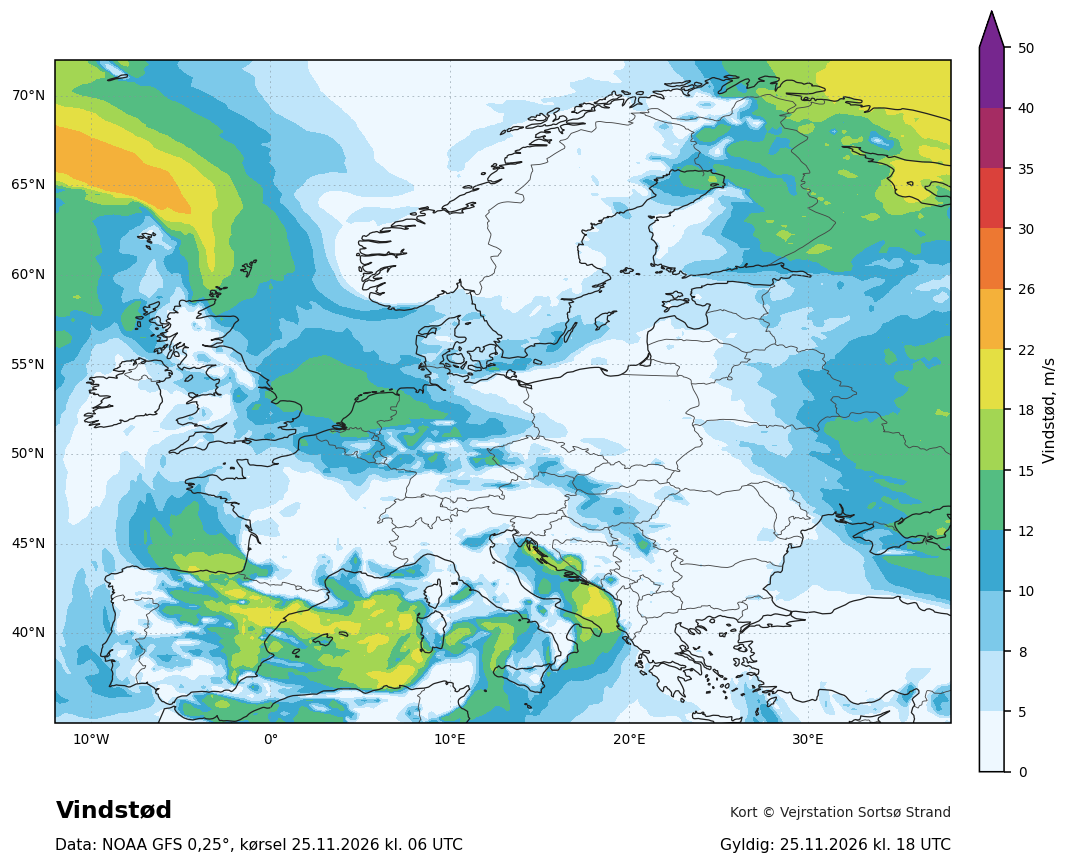 50
40
35
30
26
22
18
15
12
10
8
5
0
Vindstød, m/s
70°N
65°N
60°N
55°N
50°N
45°N
40°N
10°W
0°
10°E
20°E
30°E
Vindstød
Kort © Vejrstation Sortsø Strand
Data: NOAA GFS 0,25°, kørsel 25.11.2026 kl. 06 UTC
Gyldig: 25.11.2026 kl. 18 UTC